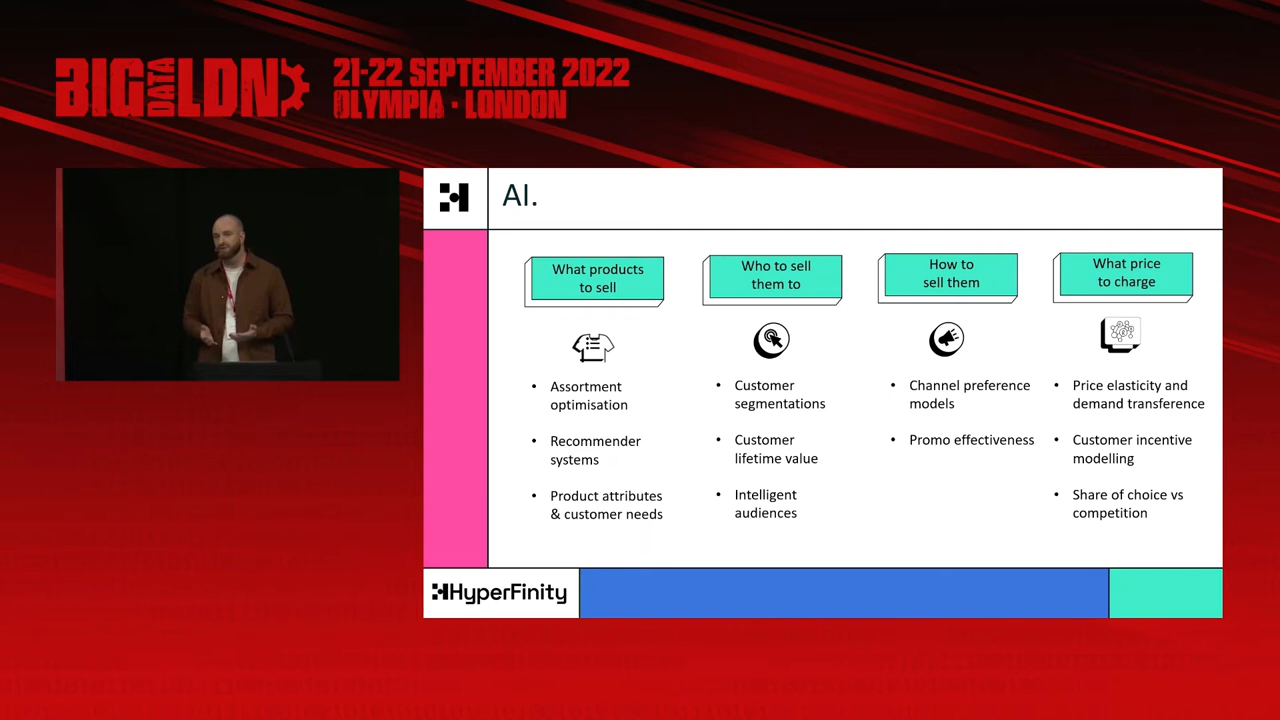 BIG DATA LDN
21-22 SEPTEMBER 2022
OLYMPIA · LONDON
AI.
What products
to sell
• Assortment
optimisation
• Recommender
systems
• Product attributes
& customer needs
Who to sell
them to
• Customer
segmentations
• Customer
lifetime value
• Intelligent
audiences
How to
sell them
• Channel preference
models
• Promo effectiveness
What price
to charge
• Price elasticity and
demand transference
• Customer incentive
modelling
• Share of choice vs
competition
HyperFinity